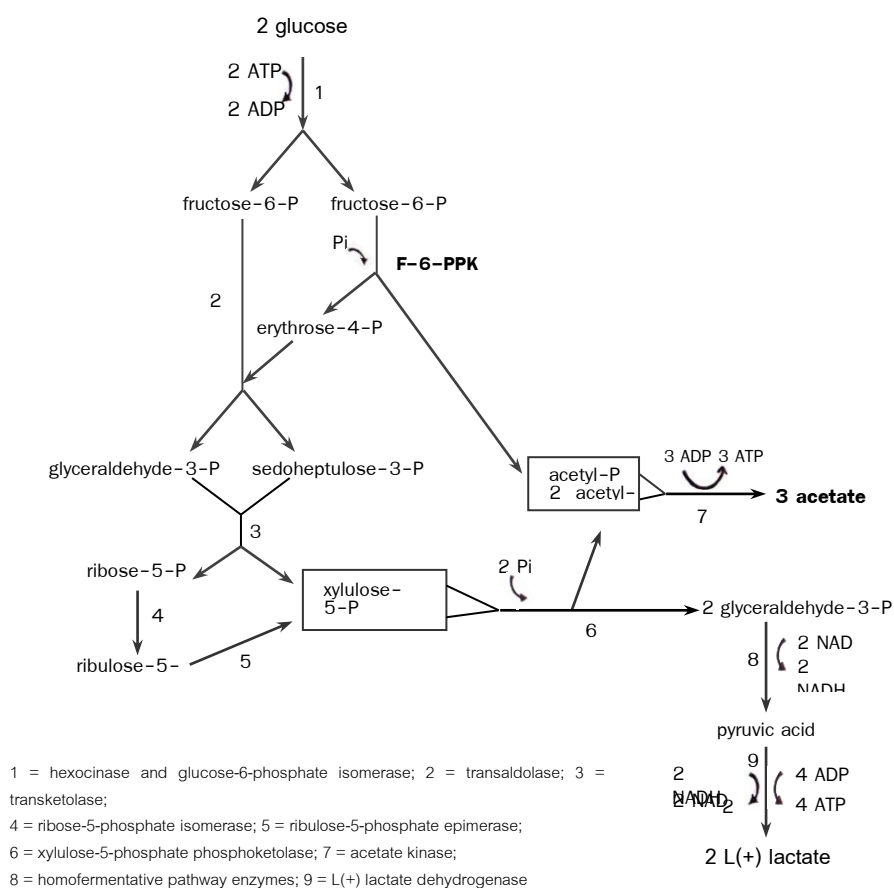 2 glucose
2 ATP
2 ADP
1
fructose-6-P fructose-6-P
Pi
F-6-PPK
2
erythrose-4-P
glyceraldehyde-3-P sedoheptulose-3-P
acetyl-P
2 acetyl-
3 ADP 3 ATP
3 acetate
7
3
ribose-5-P
xylulose-
5-P
2 Pi
2 glyceraldehyde-3-P
6
4
5
ribulose-5-
8
2 NAD
2
NADH
pyruvic acid
9
2
NADH
2 NAD
2
4 ADP
4 ATP
2 L(+) lactate
1 = hexocinase and glucose-6-phosphate isomerase; 2 = transaldolase; 3 =
transketolase;
4 = ribose-5-phosphate isomerase; 5 = ribulose-5-phosphate epimerase;
6 = xylulose-5-phosphate phosphoketolase; 7 = acetate kinase;
8 = homofermentative pathway enzymes; 9 = L(+) lactate dehydrogenase